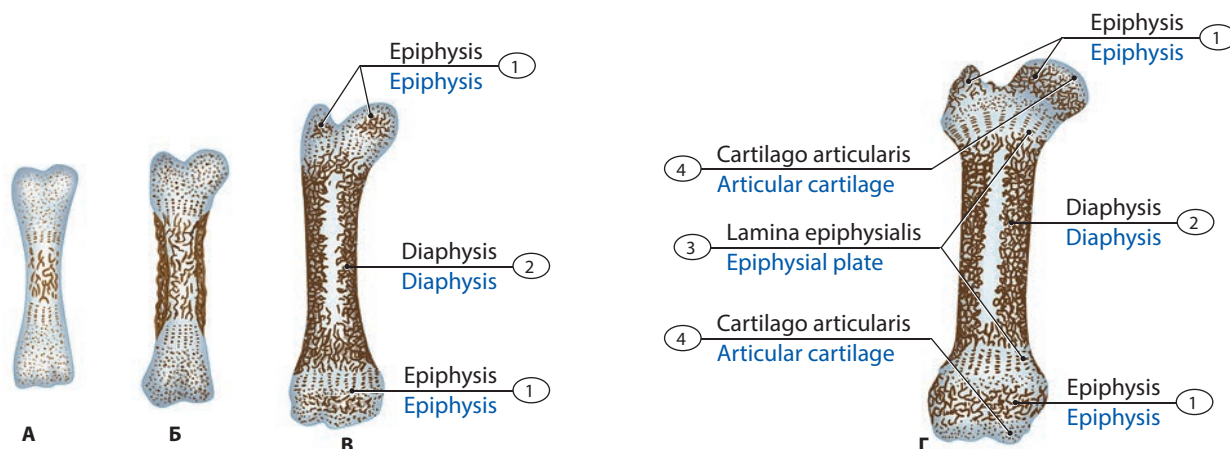 Epiphysis
Epiphysis
1
Diaphysis
Diaphysis
2
Epiphysis
Epiphysis
1
А
Б
В
Epiphysis
Epiphysis
1
4
Cartilago articularis
Articular cartilage
Diaphysis
Diaphysis
2
3
Lamina epiphysialis
Epiphysial plate
4
Cartilago articularis
Articular cartilage
Epiphysis
Epiphysis
1
Г